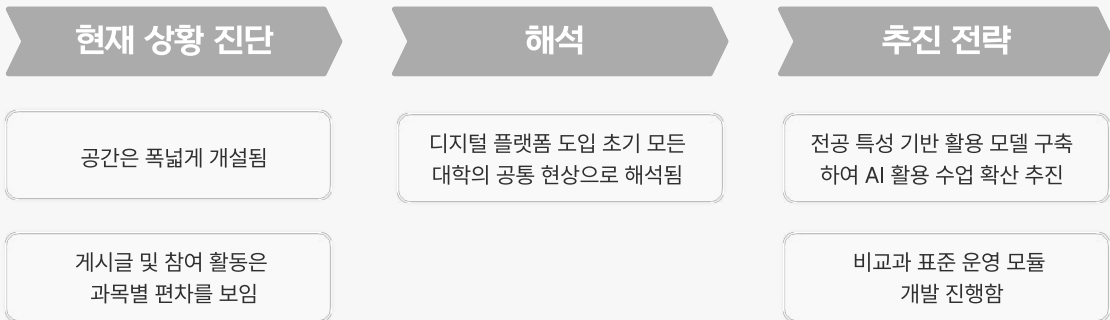 현재 상황 진단
해석
추진 전략
공간은 폭넓게 개설됨
디지털 플랫폼 도입 초기 모든
대학의 공통 현상으로 해석됨
전공 특성 기반 활용 모델 구축
하여 AI 활용 수업 확산 추진
게시글 및 참여 활동은
과목별 편차를 보임
비교과 표준 운영 모듈
개발 진행함